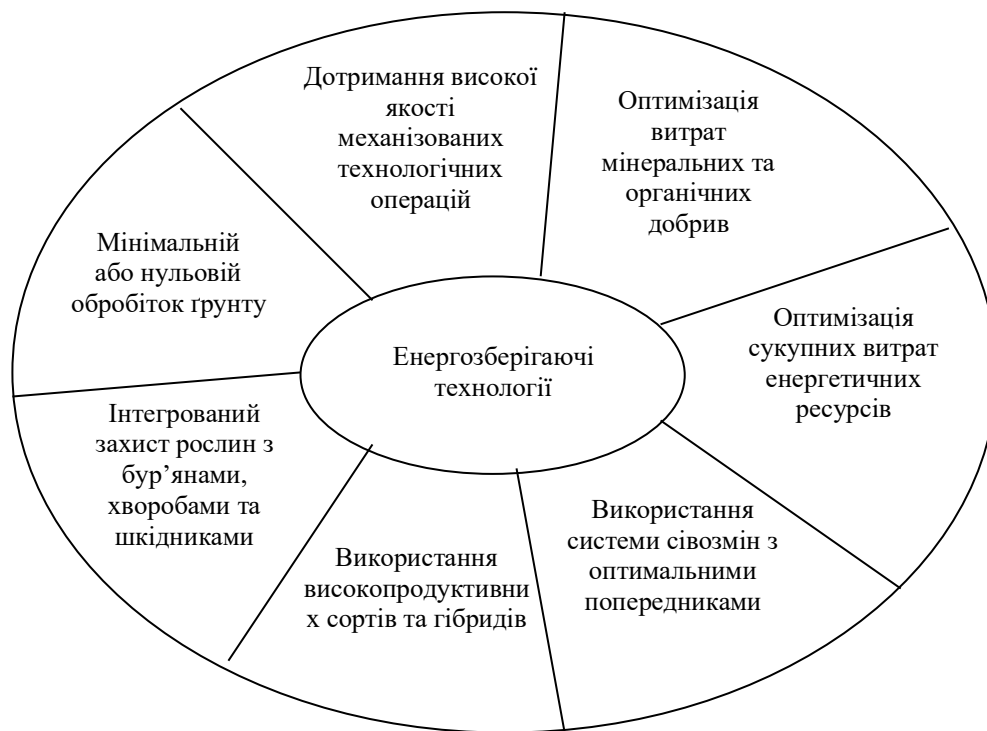 Дотримання високої
якості
механізованих
технологічних
операцій
Оптимізація
витрат
мінеральних та
органічних
добрив
Мінімальній
або нульовій
обробіток ґрунту
Енергозберігаючі
технології
Оптимізація
сукупних витрат
енергетичних
ресурсів
Інтегрований
захист рослин з
бур’янами,
хворобами та
шкідниками
Використання
високопродуктивни
х сортів та гібридів
Використання
системи сівозмін з
оптимальними
попередниками